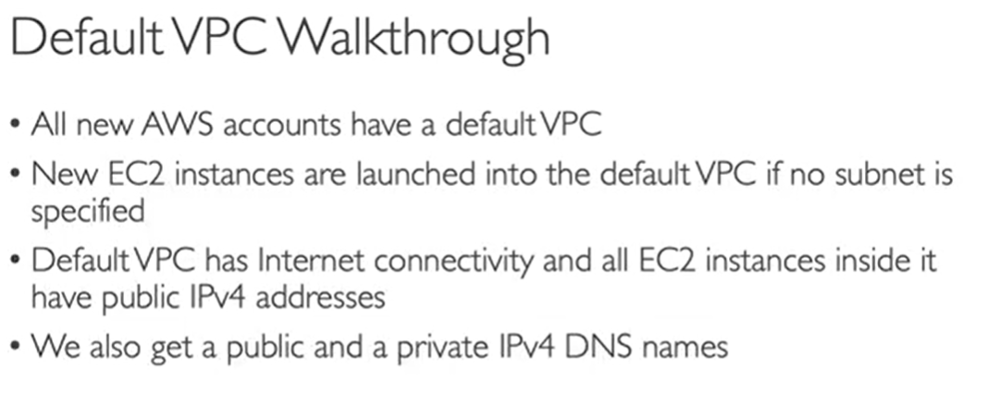 Default VPC Walkthrough
• All new AWS accounts have a default VPC
• New EC2 instances are launched into the default VPC if no subnet is
specified
• Default VPC has Internet connectivity and all EC2 instances inside it
have public IPv4 addresses
• We also get a public and a private IPv4 DNS names